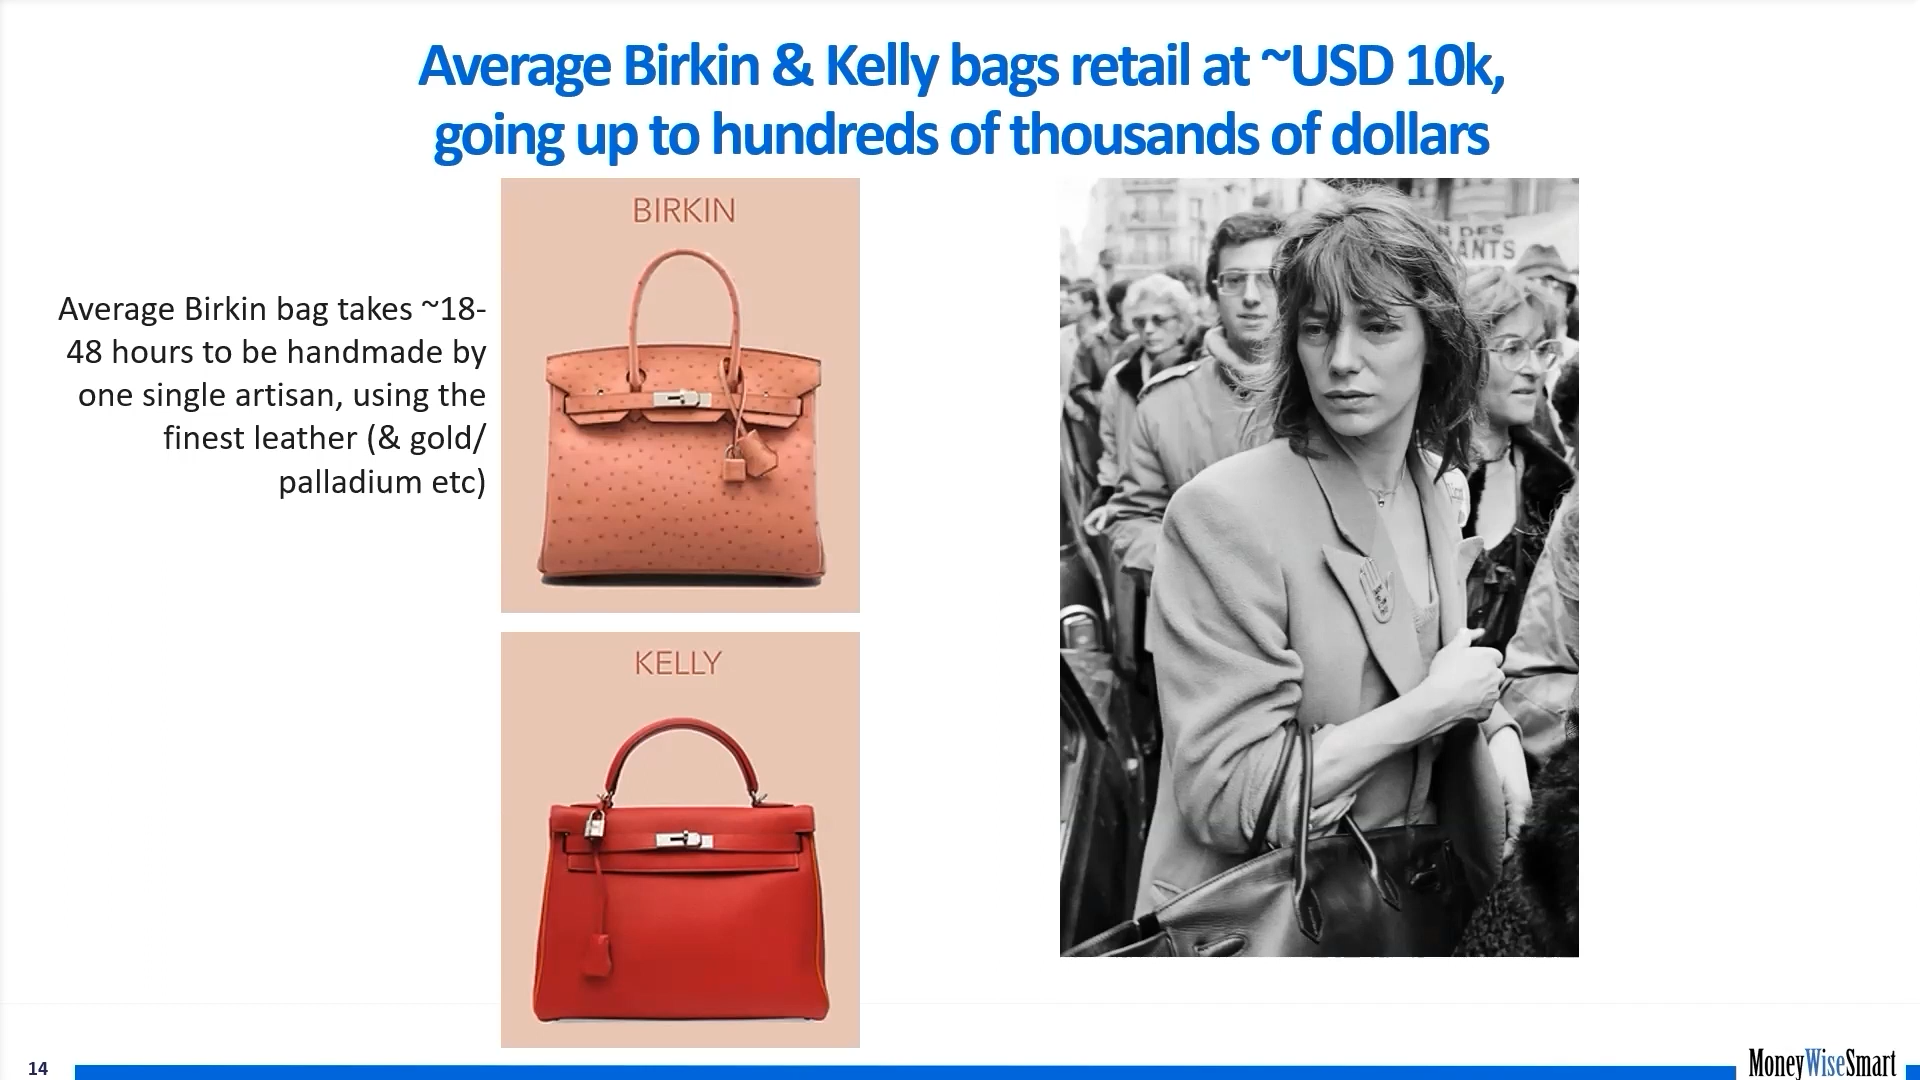 Average Birkin & Kelly bags retail at ~USD 10k,
going up to hundreds of thousands of dollars
BIRKIN
Average Birkin bag takes ~18-
48 hours to be handmade by
one single artisan, using the
finest leather (& gold/
palladium etc)
KELLY
DES
ANTS
14
MoneyWiseSmart